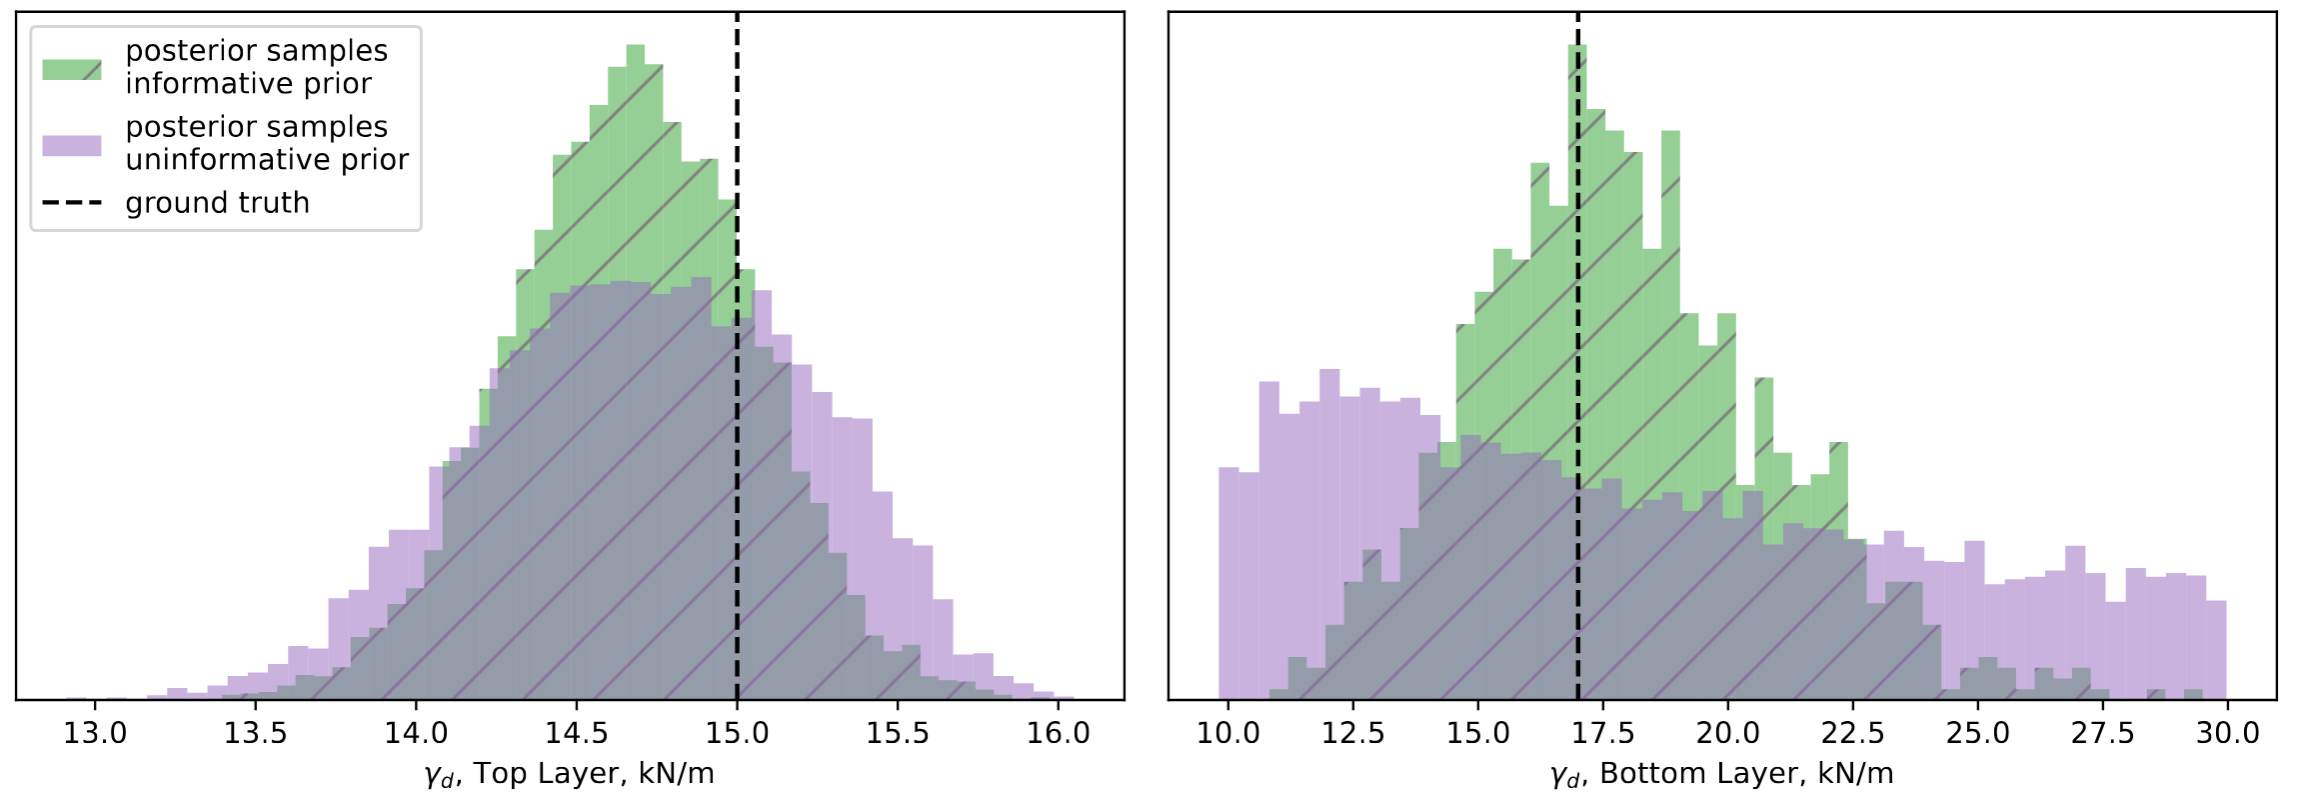 posterior samples
informative prior
posterior samples
uninformative prior
ground truth
13.0 13.5 14.0 14.5 15.0 15.5 16.0
γd, Top Layer, kN/m
10.0 12.5 15.0 17.5 20.0 22.5 25.0 27.5 30.0
γd, Bottom Layer, kN/m